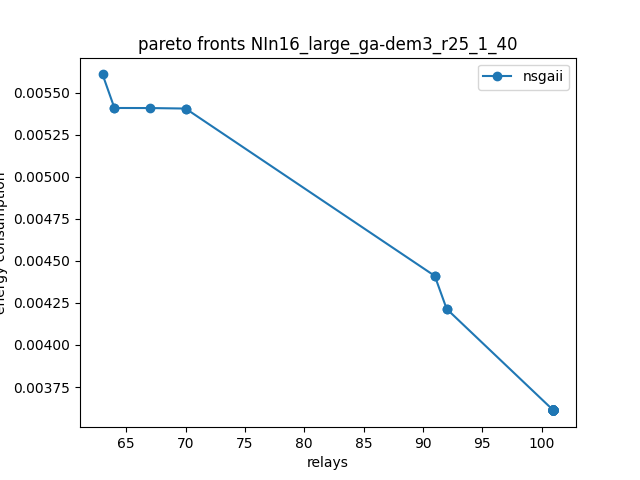 pareto fronts NIn16_large_ga-dem3_r25_1_40
nsgaii
0.00550
0.00525
0.00500
0.00475
0.00450
0.00425
0.00400
0.00375
energy consumption
65 70 75 80 85 90 95 100
relays